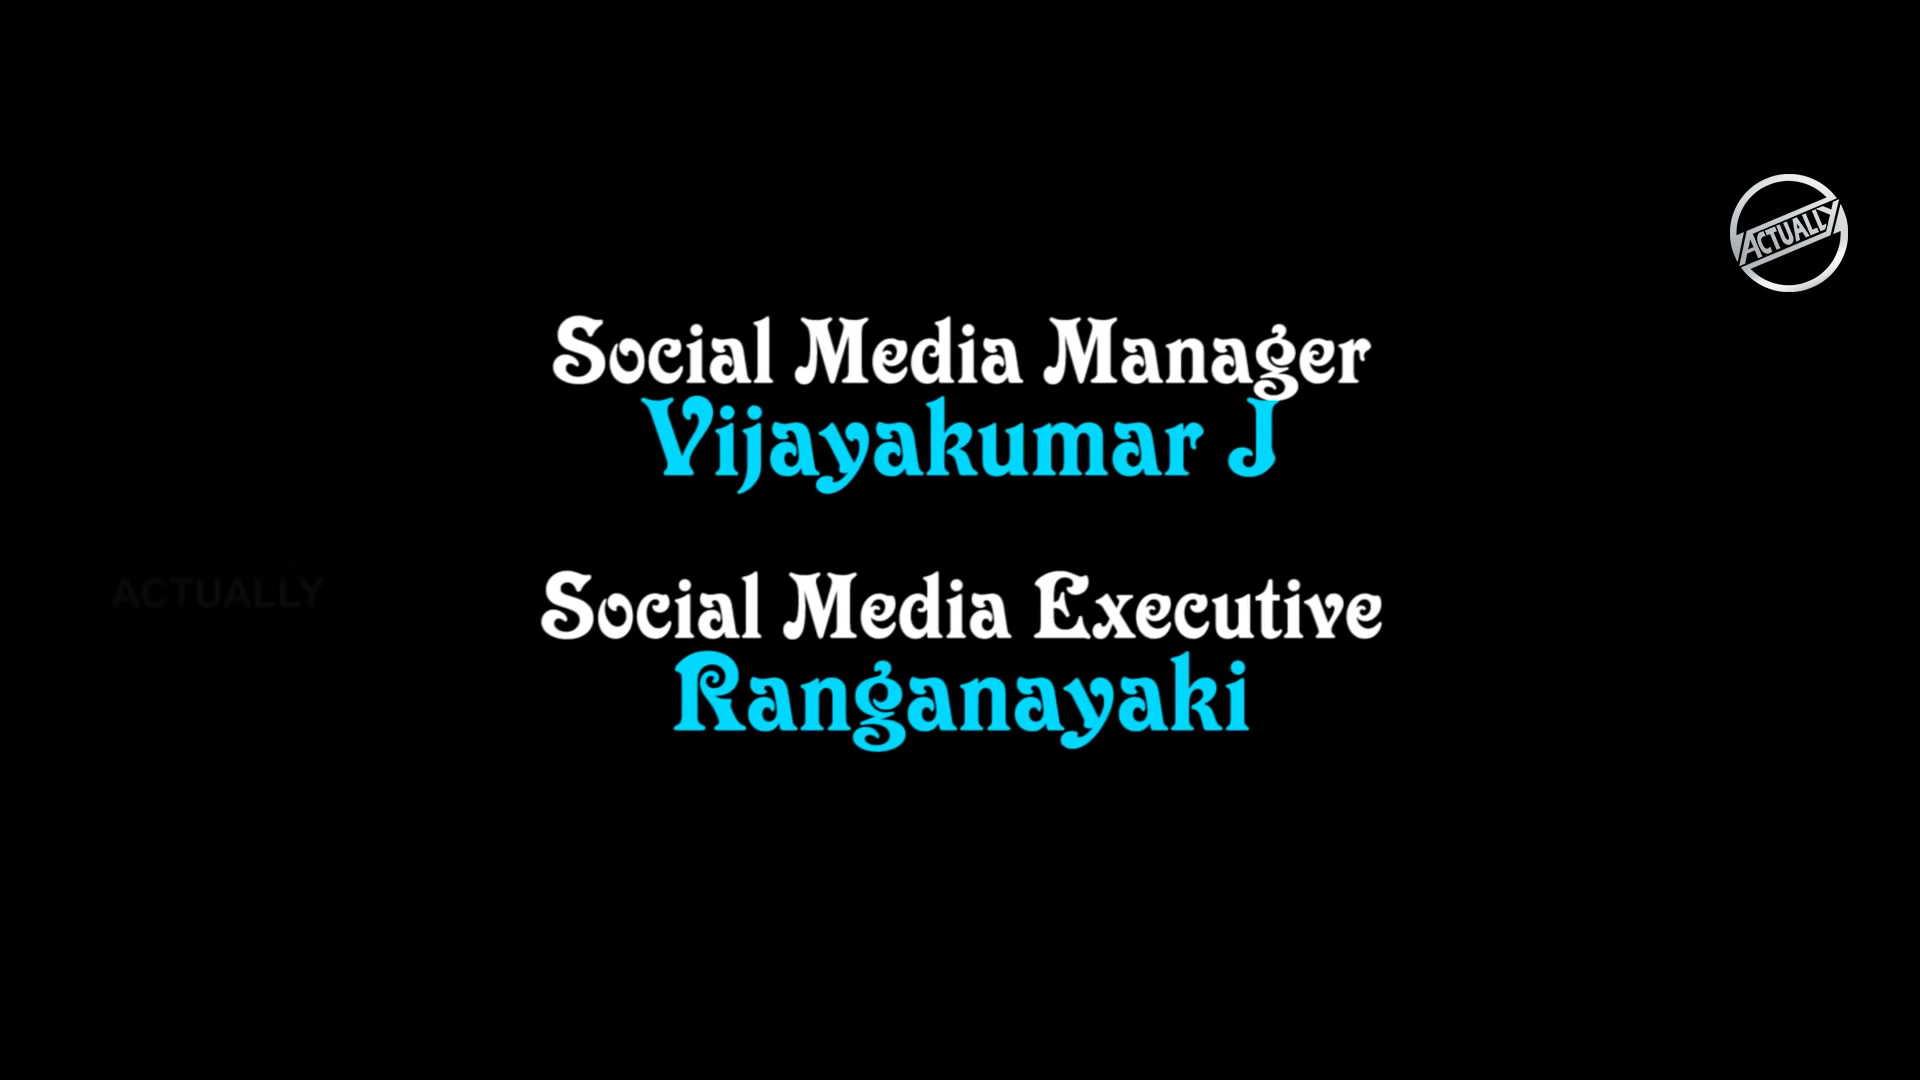 ACTUALLY
Social Media Manager
Vijayakumar J
ACTUALLY
Social Media Executive
Ranganayaki